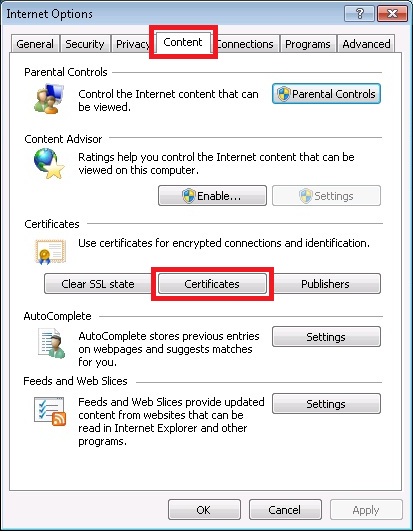 Internet Options
?
General Security Privacy Content Connections Programs Advanced
Parental Controls
Control the Internet content that can
be viewed.
Parental Controls
Content Advisor
Ratings help you control the Internet content that can be
viewed on this computer.
Enable... Settings
Certificates
Use certificates for encrypted connections and identification.
Clear SSL state Certificates Publishers
AutoComplete
AutoComplete stores previous entries
on webpages and suggests matches
for you.
Settings
Feeds and Web Slices
Feeds and Web Slices provide updated
content from websites that can be
read in Internet Explorer and other
programs.
Settings
OK Cancel Apply